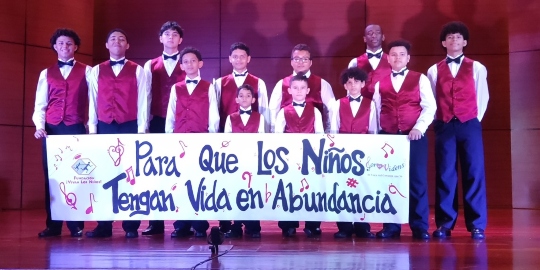 Para Que Los Niños
Tengan Vida en Abundancia